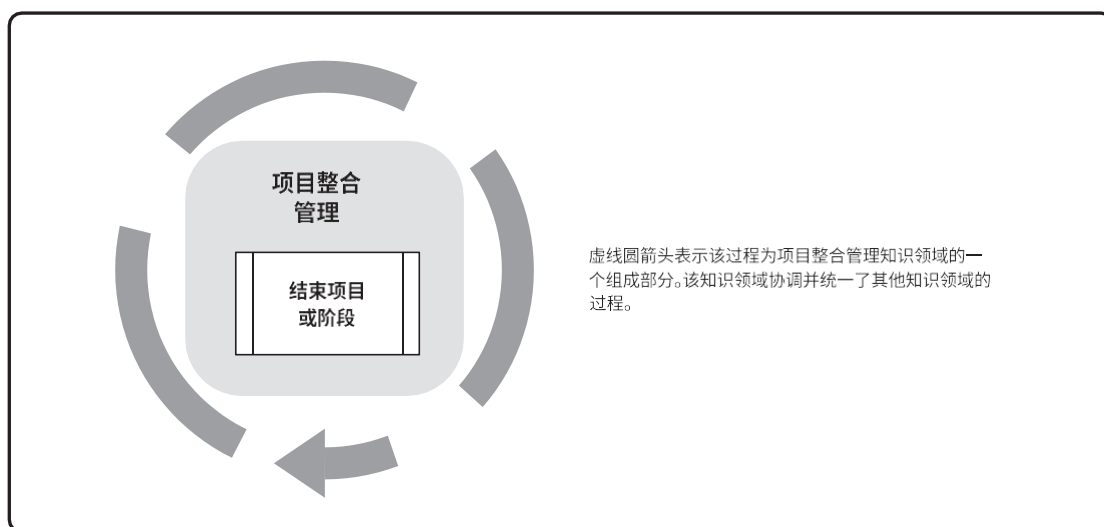 项目整合
管理
结束项目
或阶段
虚线圆箭头表示该过程为项目整合管理知识领域的一
个组成部分。该知识领域协调并统一了其他知识领域的
过程。